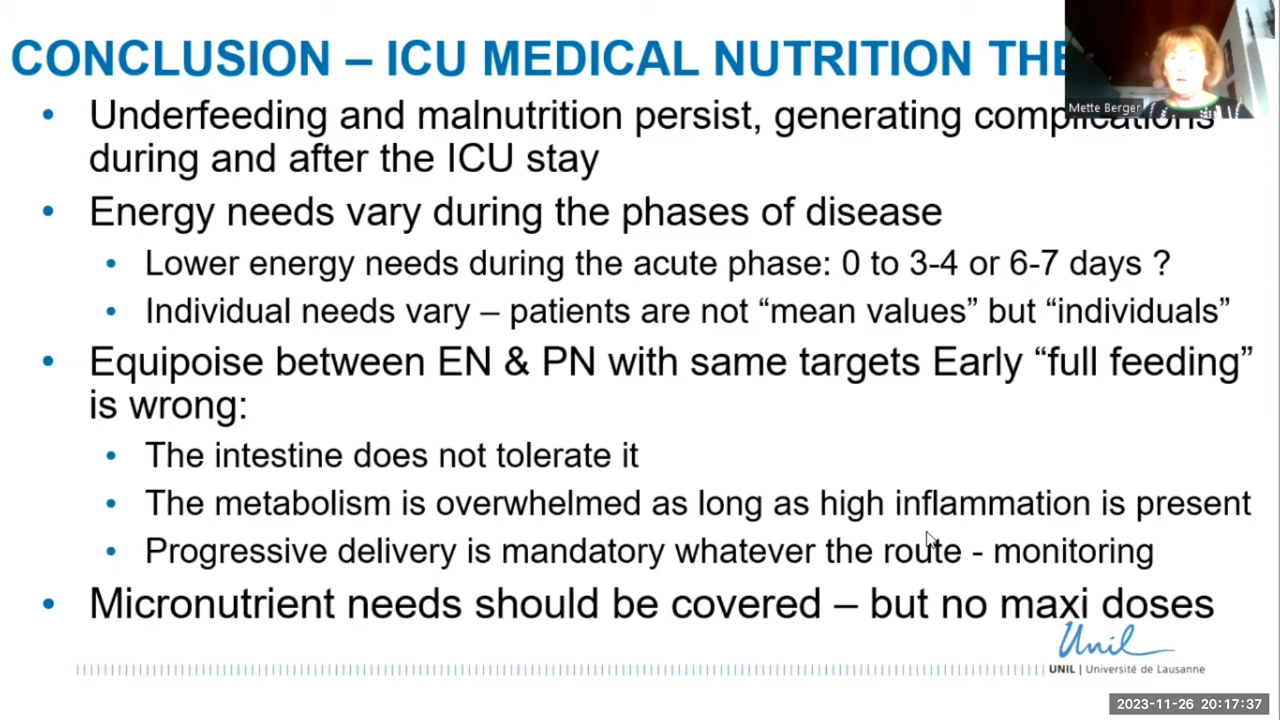 CONCLUSION – ICU MEDICAL NUTRITION THE
Mette Berger
• Underfeeding and malnutrition persist, generating complications
during and after the ICU stay
• Energy needs vary during the phases of disease
• Lower energy needs during the acute phase: 0 to 3-4 or 6-7 days ?
• Individual needs vary – patients are not “mean values” but “individuals”
• Equipoise between EN & PN with same targets Early “full feeding”
is wrong:
• The intestine does not tolerate it
• The metabolism is overwhelmed as long as high inflammation is present
• Progressive delivery is mandatory whatever the route - monitoring
• Micronutrient needs should be covered – but no maxi doses
Unil
UNIL | Université de Lausanne
2023-11-26 20:17:37